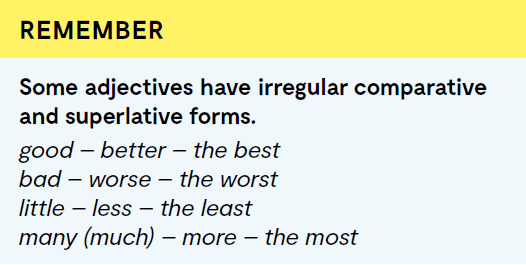 REMEMBER
Some adjectives have irregular comparative
and superlative forms.
good – better – the best
bad – worse – the worst
little – less – the least
many (much) – more – the most